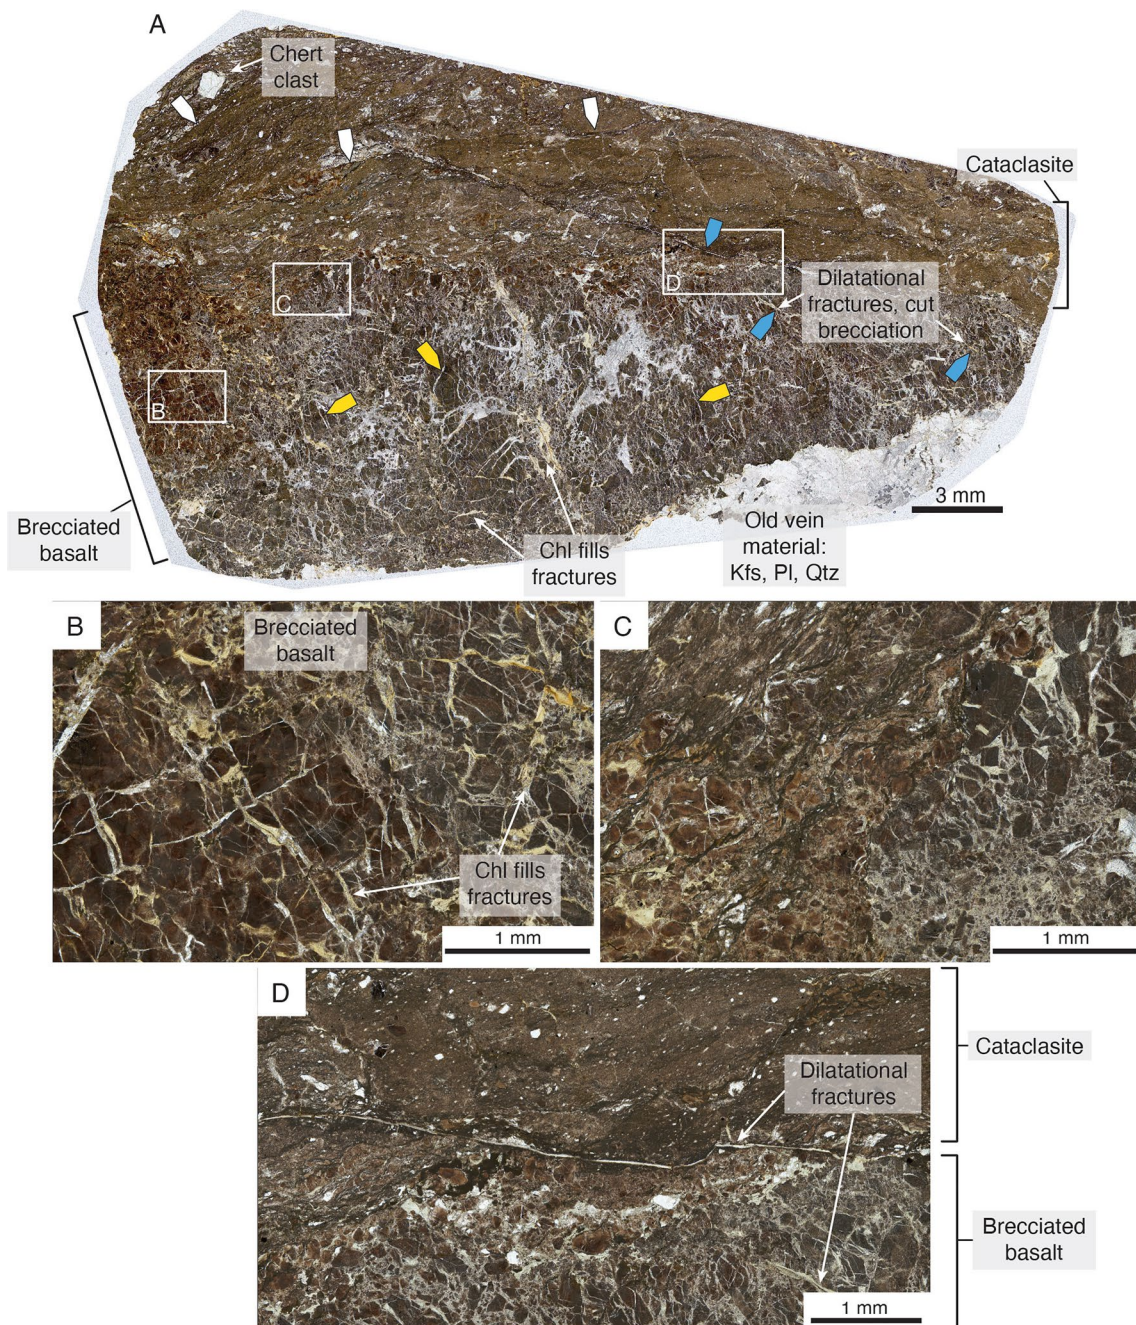 A
Chert
clast
Cataclasite
D
C
Dilatational
fractures, cut
brecciation
B
3 mm
Brecciated
basalt
Chl fills
fractures
Old vein
material:
Kfs, Pl, Qtz
B
Brecciated
basalt
Chl fills
fractures
1 mm
C
1 mm
D
Dilatational
fractures
Cataclasite
Brecciated
basalt
1 mm